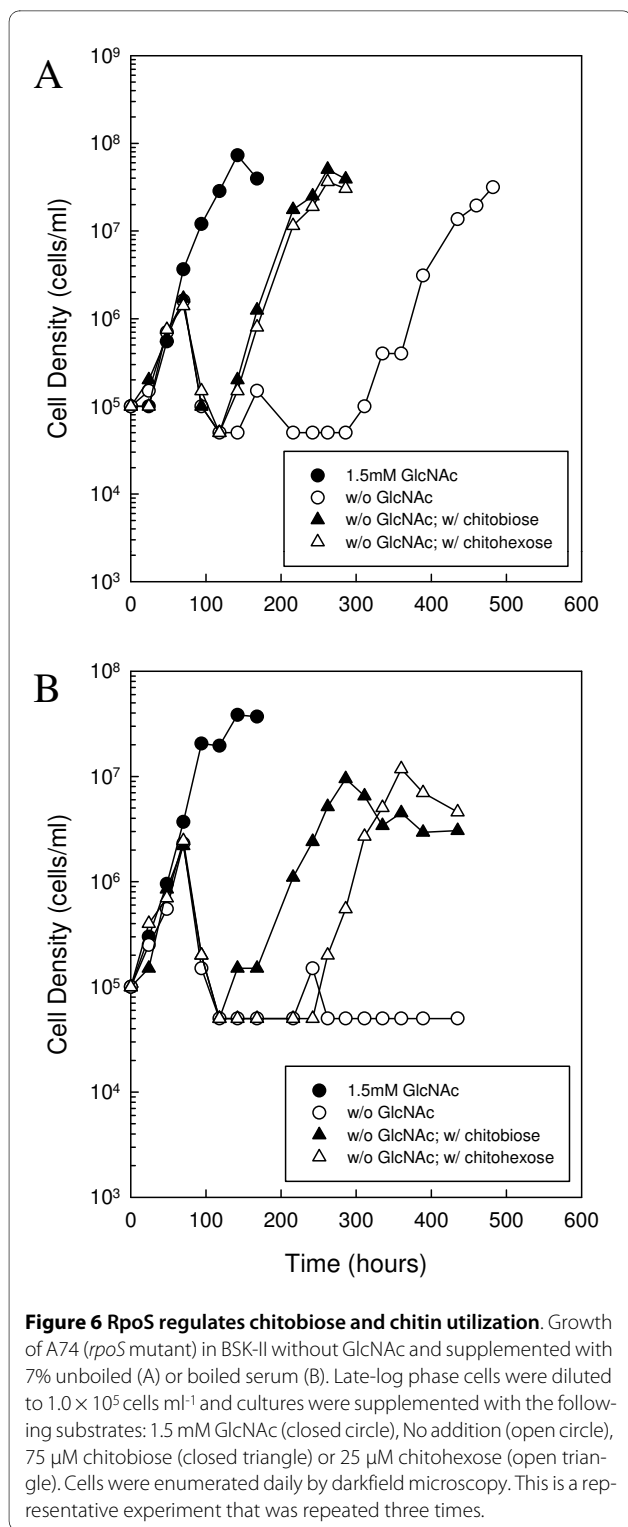 A
10⁹
10⁸
10⁷
10⁶
10⁵
10⁴
10³
Cell Density (cells/ml)
1.5mM GlcNAc
w/o GlcNAc
w/o GlcNAc; w/ chitobiose
w/o GlcNAc; w/ chitohexose
0 100 200 300 400 500 600
B
10⁸
10⁷
10⁶
10⁵
10⁴
10³
Cell Density (cells/ml)
1.5mM GlcNAc
w/o GlcNAc
w/o GlcNAc; w/ chitobiose
w/o GlcNAc; w/ chitohexose
0 100 200 300 400 500 600
Time (hours)
Figure 6 RpoS regulates chitobiose and chitin utilization. Growth
of A74 (rpoS mutant) in BSK-II without GlcNAc and supplemented with
7% unboiled (A) or boiled serum (B). Late-log phase cells were diluted
to 1.0 × 10⁵ cells ml⁻¹ and cultures were supplemented with the follow-
ing substrates: 1.5 mM GlcNAc (closed circle), No addition (open circle),
75 μM chitobiose (closed triangle) or 25 μM chitohexose (open trian-
gle). Cells were enumerated daily by darkfield microscopy. This is a rep-
resentative experiment that was repeated three times.